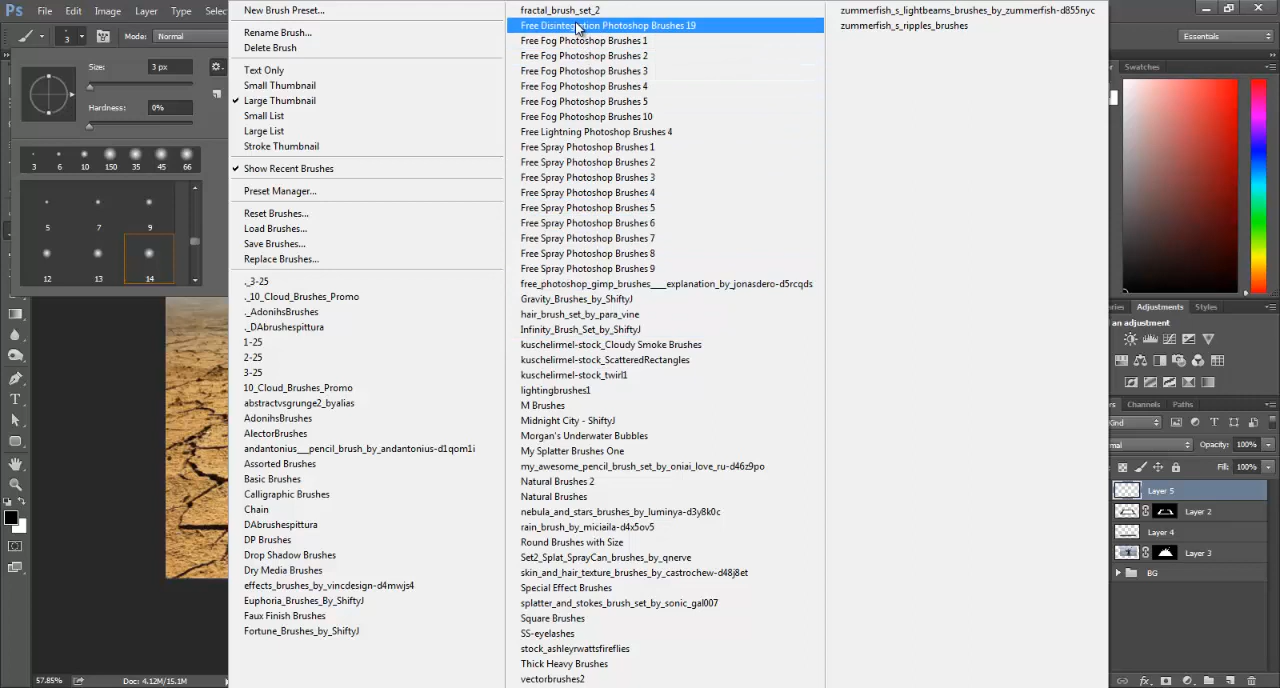 Ps File Edit Image Layer Type Selec
3 Mode: Normal
Essentials
Size: 3 px
Hardness: 0%
3 6 10 150 35 45 66
5 7 9
12 13 14
New Brush Preset...
Rename Brush...
Delete Brush
Text Only
Small Thumbnail
Large Thumbnail
Small List
Large List
Stroke Thumbnail
Show Recent Brushes
Preset Manager...
Reset Brushes...
Load Brushes...
Save Brushes...
Replace Brushes...
._3-25
._10_Cloud_Brushes_Promo
._AdonihsBrushes
._DAbrushespittura
1-25
2-25
3-25
10_Cloud_Brushes_Promo
abstractvsgrunge2_byalias
AdonihsBrushes
AlectorBrushes
andantonius__pencil_brush_by_andantonius-d1qom1i
Assorted Brushes
Basic Brushes
Calligraphic Brushes
Chain
DAbrushespittura
DP Brushes
Drop Shadow Brushes
Dry Media Brushes
effects_brushes_by_vincdesign-d4mwjs4
Euphoria_Brushes_By_ShiftyJ
Faux Finish Brushes
Fortune_Brushes_by_ShiftyJ
fractal_brush_set_2
Free Disintegration Photoshop Brushes 19
Free Fog Photoshop Brushes 1
Free Fog Photoshop Brushes 2
Free Fog Photoshop Brushes 3
Free Fog Photoshop Brushes 4
Free Fog Photoshop Brushes 5
Free Fog Photoshop Brushes 10
Free Lightning Photoshop Brushes 4
Free Spray Photoshop Brushes 1
Free Spray Photoshop Brushes 2
Free Spray Photoshop Brushes 3
Free Spray Photoshop Brushes 4
Free Spray Photoshop Brushes 5
Free Spray Photoshop Brushes 6
Free Spray Photoshop Brushes 7
Free Spray Photoshop Brushes 8
Free Spray Photoshop Brushes 9
free_photoshop_gimp_brushes___explanation_by_jonasdero-d5rcqds
Gravity_Brushes_by_ShiftyJ
hair_brush_set_by_para_vine
Infinity_Brush_Set_by_ShiftyJ
kuschelirmel-stock_Cloudy Smoke Brushes
kuschelirmel-stock_ScatteredRectangles
kuschelirmel-stock_twirl1
lightingbrushes1
M Brushes
Midnight City - ShiftyJ
Morgan's Underwater Bubbles
My Splatter Brushes One
my_awesome_pencil_brush_set_by_oniai_love_ru-d46z9po
Natural Brushes 2
Natural Brushes
nebula_and_stars_brushes_by_luminya-d3y8k0c
rain_brush_by_miciaila-d4x5ov5
Round Brushes with Size
Set2_Splat_SprayCan_brushes_by_qnerve
skin_and_hair_texture_brushes_by_castrochew-d48j8et
Special Effect Brushes
splatter_and_stokes_brush_set_by_sonic_gal007
Square Brushes
SS-eyelashes
stock_ashleyrwattsfireflies
Thick Heavy Brushes
vectorbrushes2
zummerfish_s_lightbeams_brushes_by_zummerfish-d855nyc
zummerfish_s_ripples_brushes
Swatches
Adjustments Styles
an adjustment
Channels Paths
Opacity: 100%
Fill: 100%
Layer 5
Layer 2
Layer 4
Layer 3
BG
57.85% Doc: 4.12M/15.1M